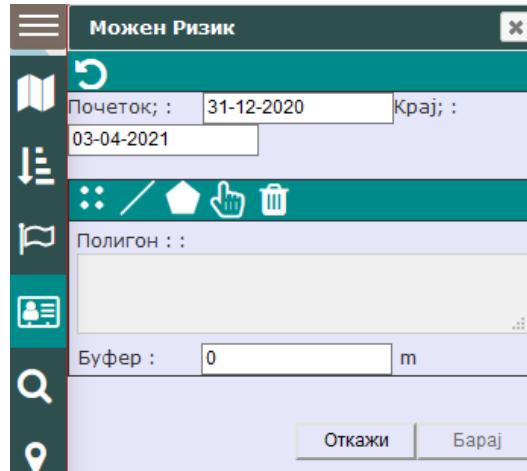 Можен Ризик
Почеток; : 31-12-2020 Крај; :
03-04-2021
Полигон : :
Буфер : 0 m
Откажи Барај